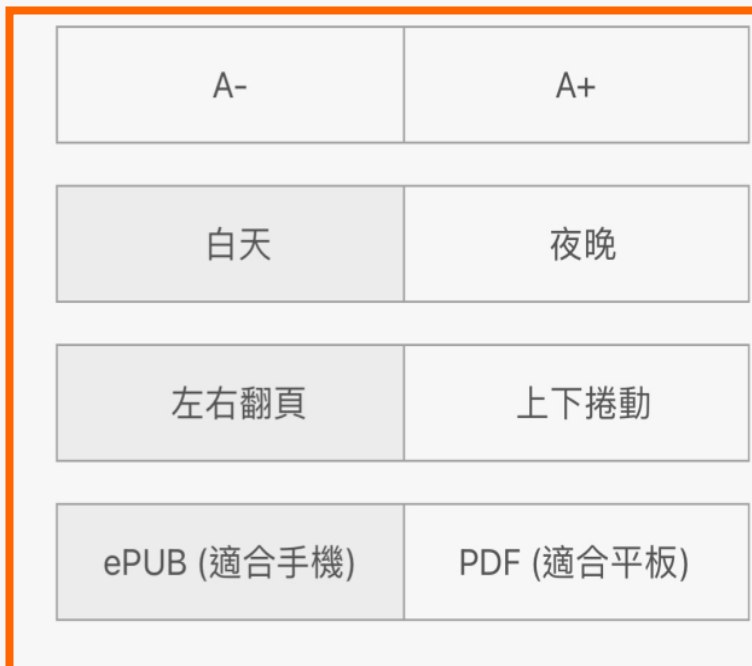 A- A+
白天 夜晚
左右翻頁 上下捲動
ePUB (適合手機) PDF (適合平板)